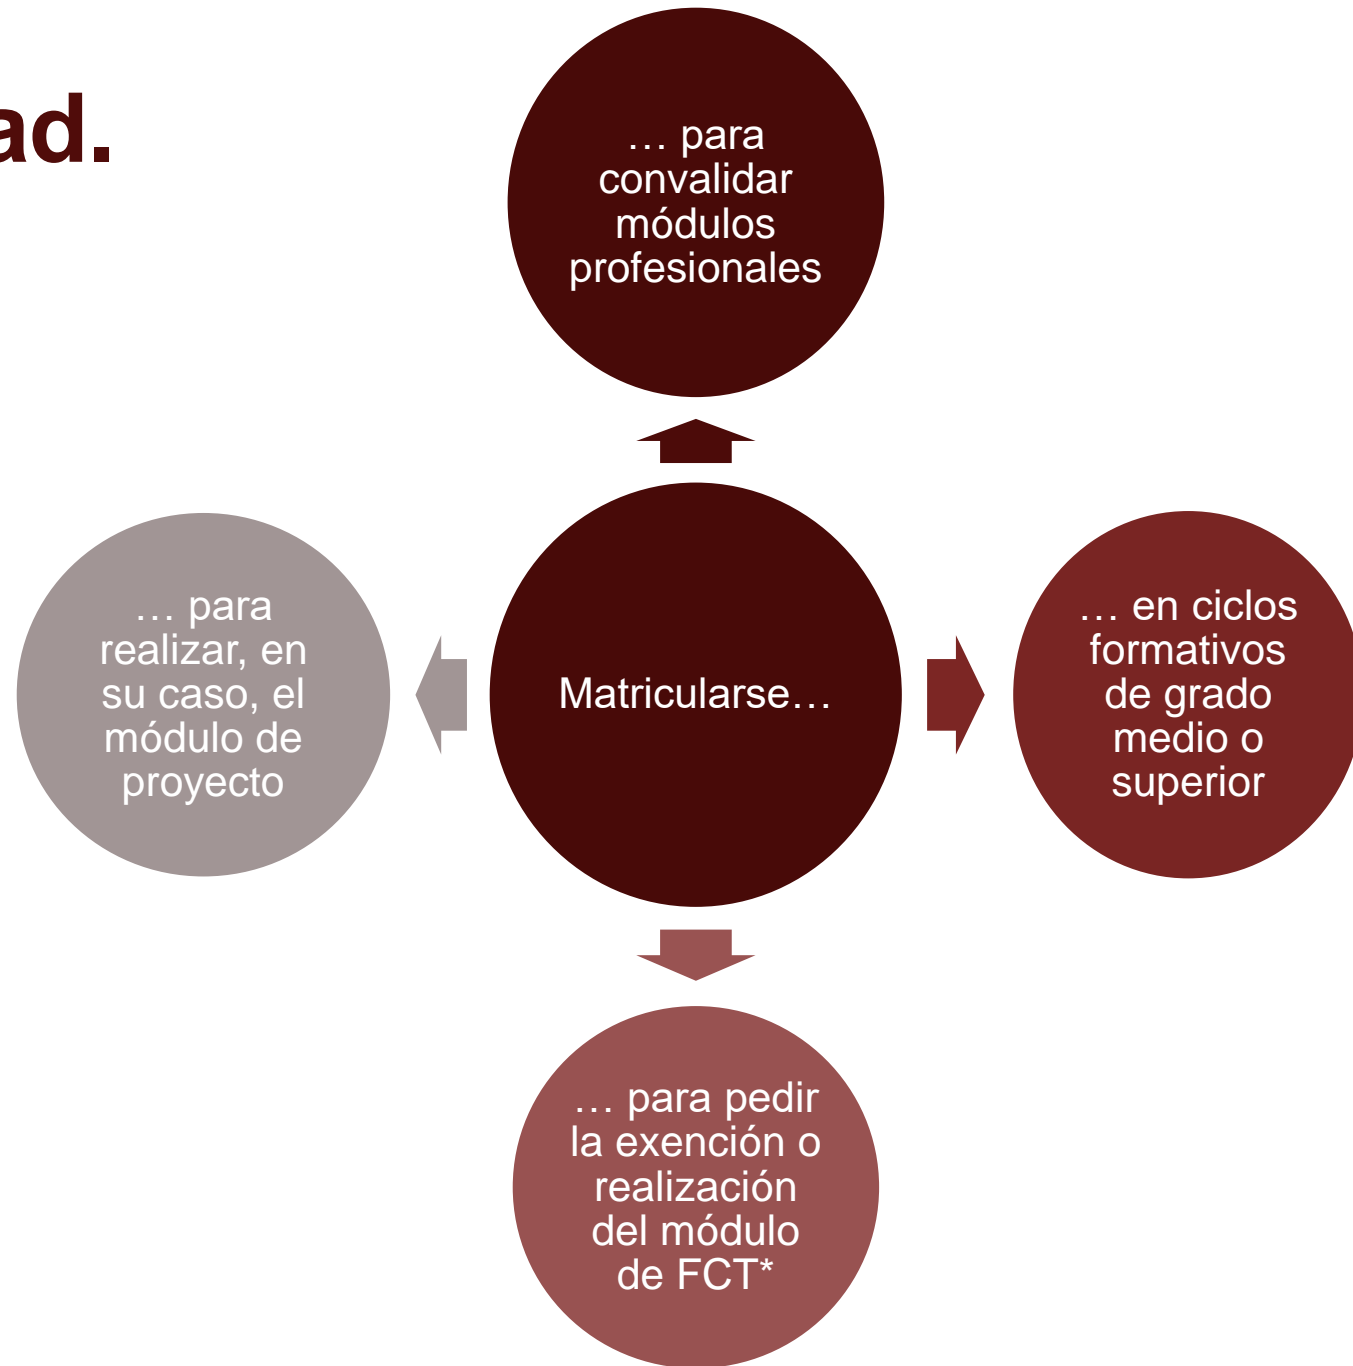 ad.
… para
convalidar
módulos
profesionales
… para
realizar, en
su caso, el
módulo de
proyecto
Matricularse…
… en ciclos
formativos
de grado
medio o
superior
… para pedir
la exención o
realización
del módulo
de FCT*